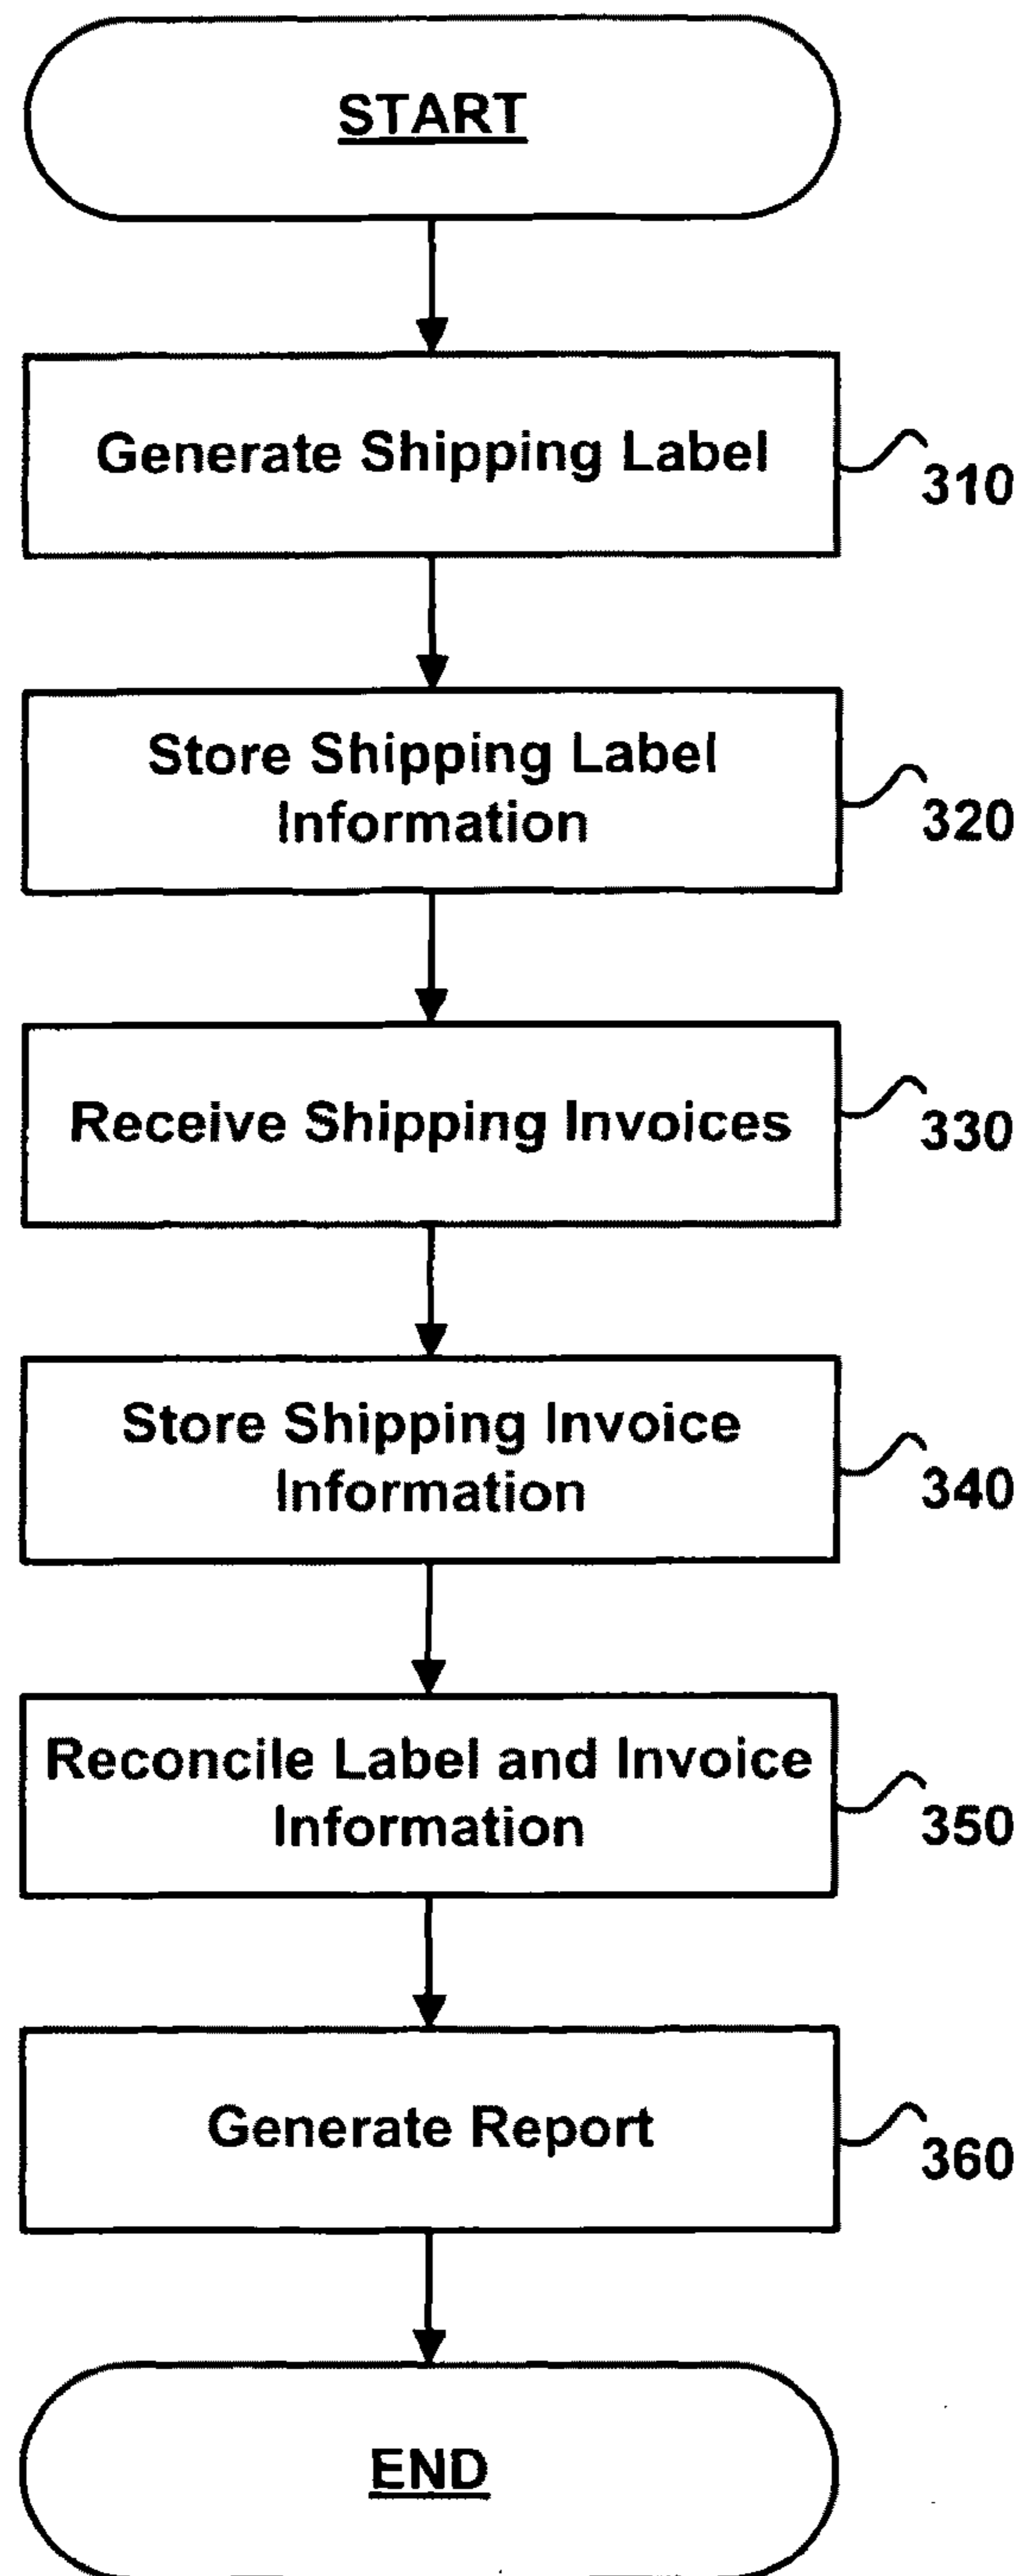 START
Generate Shipping Label
310
Store Shipping Label
Information
320
Receive Shipping Invoices
330
Store Shipping Invoice
Information
340
Reconcile Label and Invoice
Information
350
Generate Report
360
END